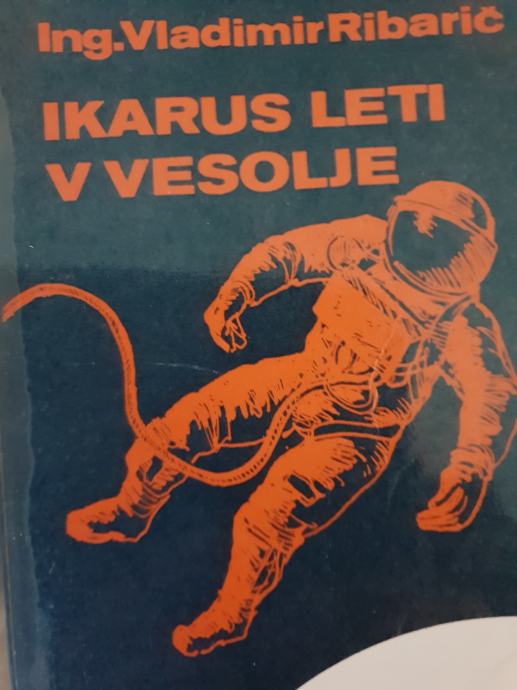 Ing.Vladimir Ribarič
IKARUS LETI
V VESOLJE